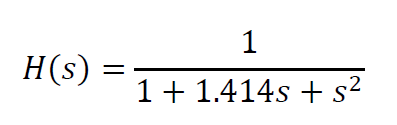 H(s) = 1 / (1 + 1.414s + s²)